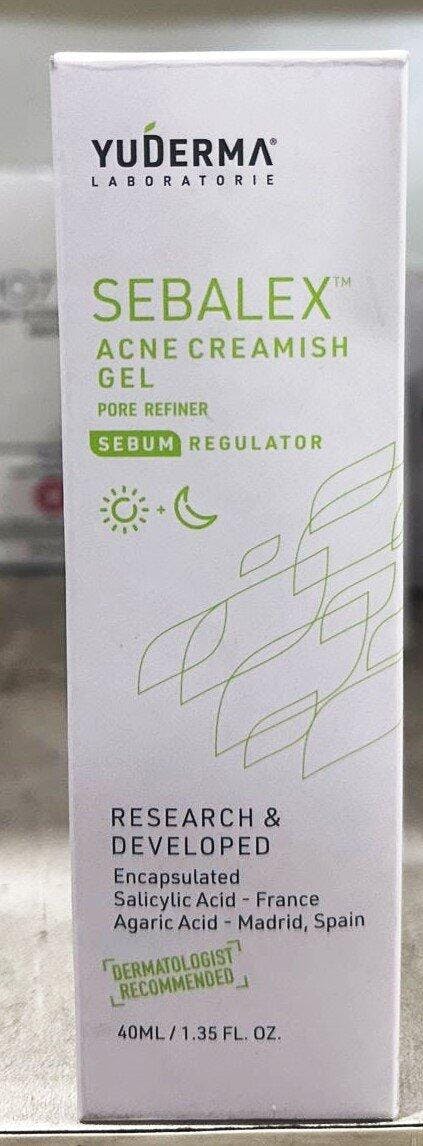 YUDERMA®
LABORATORIE
SEBALEX™
ACNE CREAMISH
GEL
PORE REFINER
SEBUM REGULATOR
+
RESEARCH &
DEVELOPED
Encapsulated
Salicylic Acid - France
Agaric Acid - Madrid, Spain
DERMATOLOGIST
RECOMMENDED
40ML / 1.35 FL. OZ.